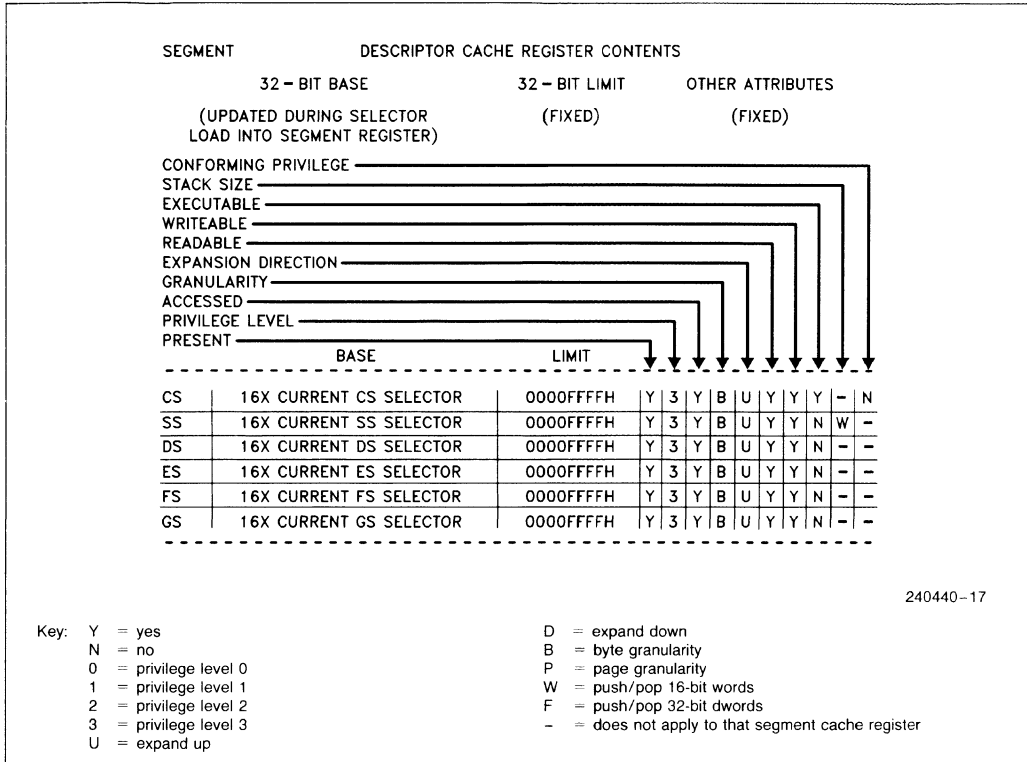 SEGMENT DESCRIPTOR CACHE REGISTER CONTENTS
32 – BIT BASE 32 – BIT LIMIT OTHER ATTRIBUTES
(UPDATED DURING SELECTOR (FIXED) (FIXED)
LOAD INTO SEGMENT REGISTER)
CONFORMING PRIVILEGE
STACK SIZE
EXECUTABLE
WRITEABLE
READABLE
EXPANSION DIRECTION
GRANULARITY
ACCESSED
PRIVILEGE LEVEL
PRESENT
BASE LIMIT
CS 16X CURRENT CS SELECTOR 0000FFFFH Y 3 Y B U Y Y Y – N
SS 16X CURRENT SS SELECTOR 0000FFFFH Y 3 Y B U Y Y N W –
DS 16X CURRENT DS SELECTOR 0000FFFFH Y 3 Y B U Y Y N – –
ES 16X CURRENT ES SELECTOR 0000FFFFH Y 3 Y B U Y Y N – –
FS 16X CURRENT FS SELECTOR 0000FFFFH Y 3 Y B U Y Y N – –
GS 16X CURRENT GS SELECTOR 0000FFFFH Y 3 Y B U Y Y N – –
240440–17
Key: Y = yes
N = no
0 = privilege level 0
1 = privilege level 1
2 = privilege level 2
3 = privilege level 3
U = expand up
D = expand down
B = byte granularity
P = page granularity
W = push/pop 16-bit words
F = push/pop 32-bit dwords
– = does not apply to that segment cache register